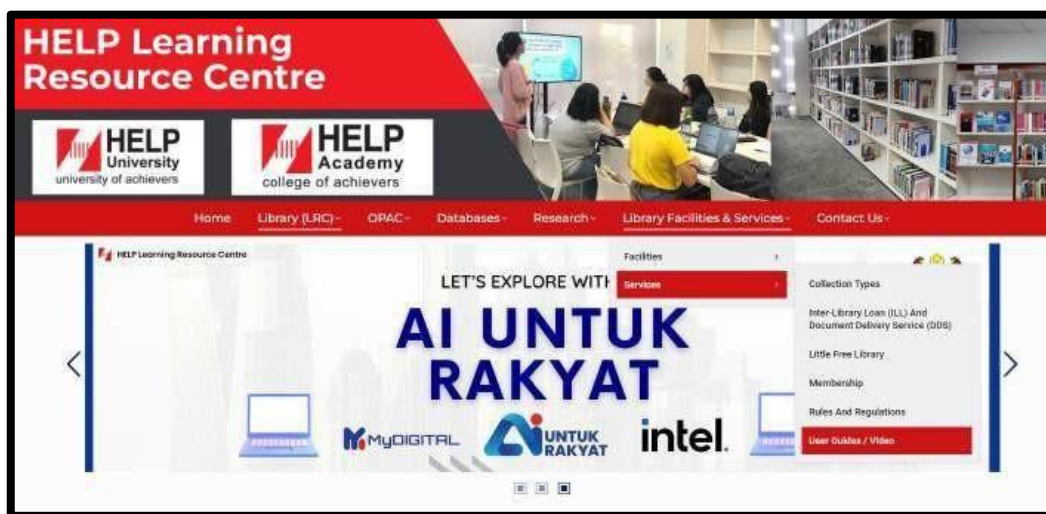 HELP Learning
Resource Centre
HELP
University
university of achievers
HELP
Academy
college of achievers
Home Library (LRC) OPAC Databases Research Library Facilities & Services Contact Us
HELP Learning Resource Centre
Facilities
Services
Collection Types
Inter-Library Loan (ILL) And
Document Delivery Service (DDS)
Little Free Library
Membership
Rules And Regulations
User Guides / Video
LET'S EXPLORE WITH
AI UNTUK
RAKYAT
MyDIGITAL
Ai UNTUK
RAKYAT
intel.